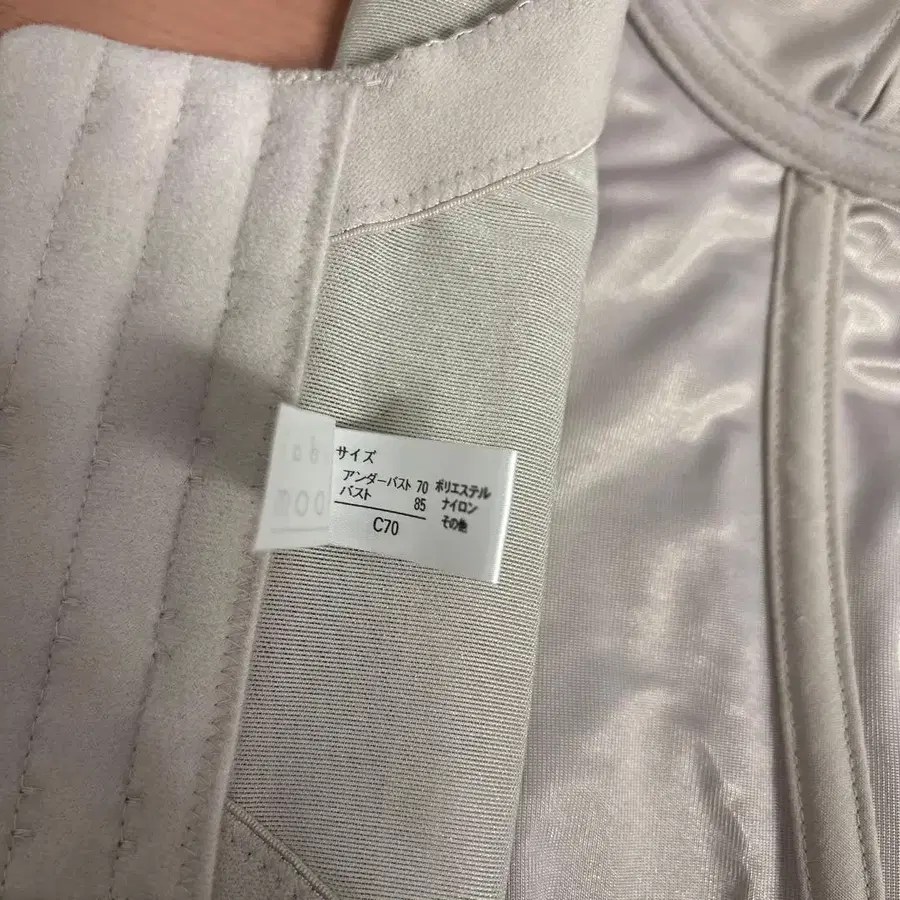 サイズ
アンダーバスト 70
バスト 85
C70
ポリエステル
ナイロン
その他